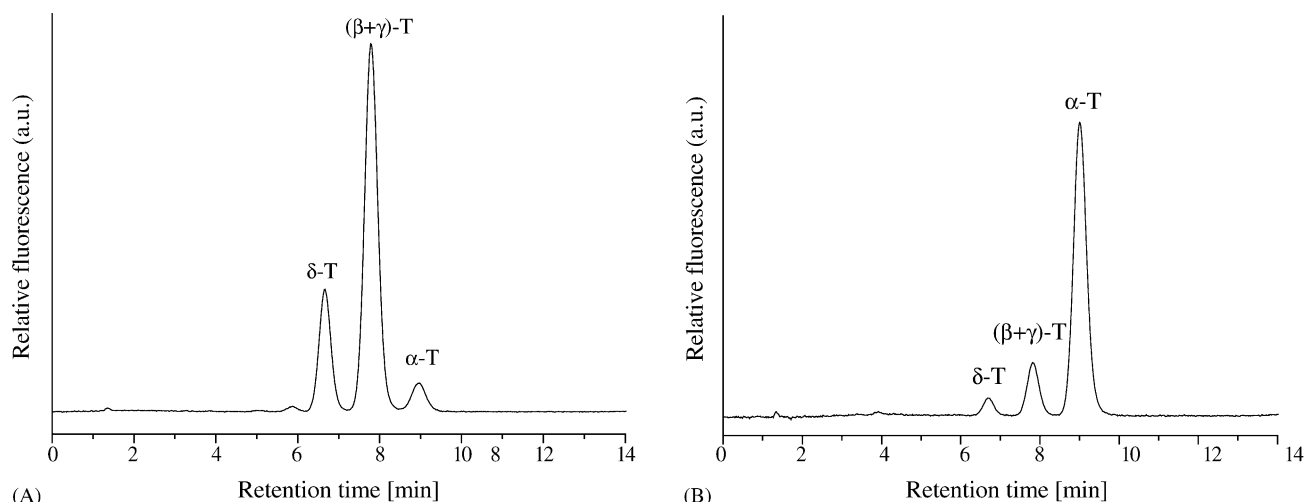 (β+γ)-T
δ-T
α-T
Relative fluorescence (a.u.)
0 2 4 6 8 10 8 12 14
Retention time [min]
(A)
α-T
(β+γ)-T
δ-T
Relative fluorescence (a.u.)
0 2 4 6 8 10 12 14
Retention time [min]
(B)